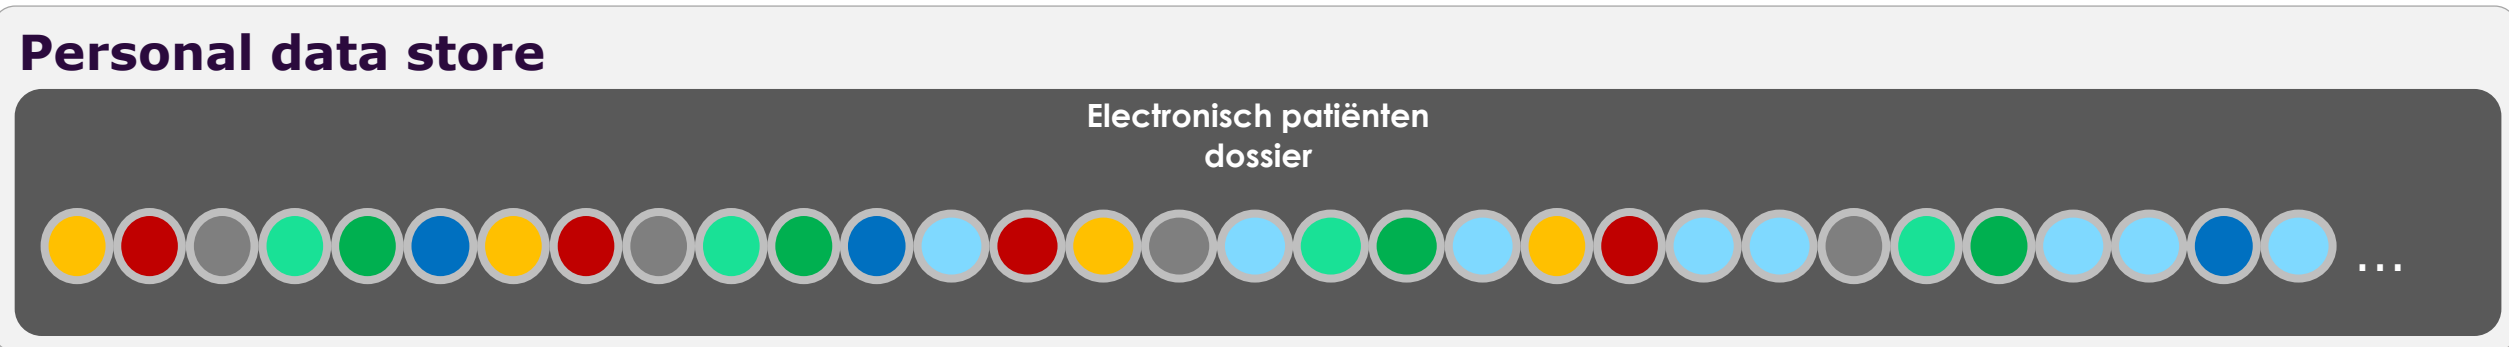 Personal data store
Electronisch patiënten
dossier
...